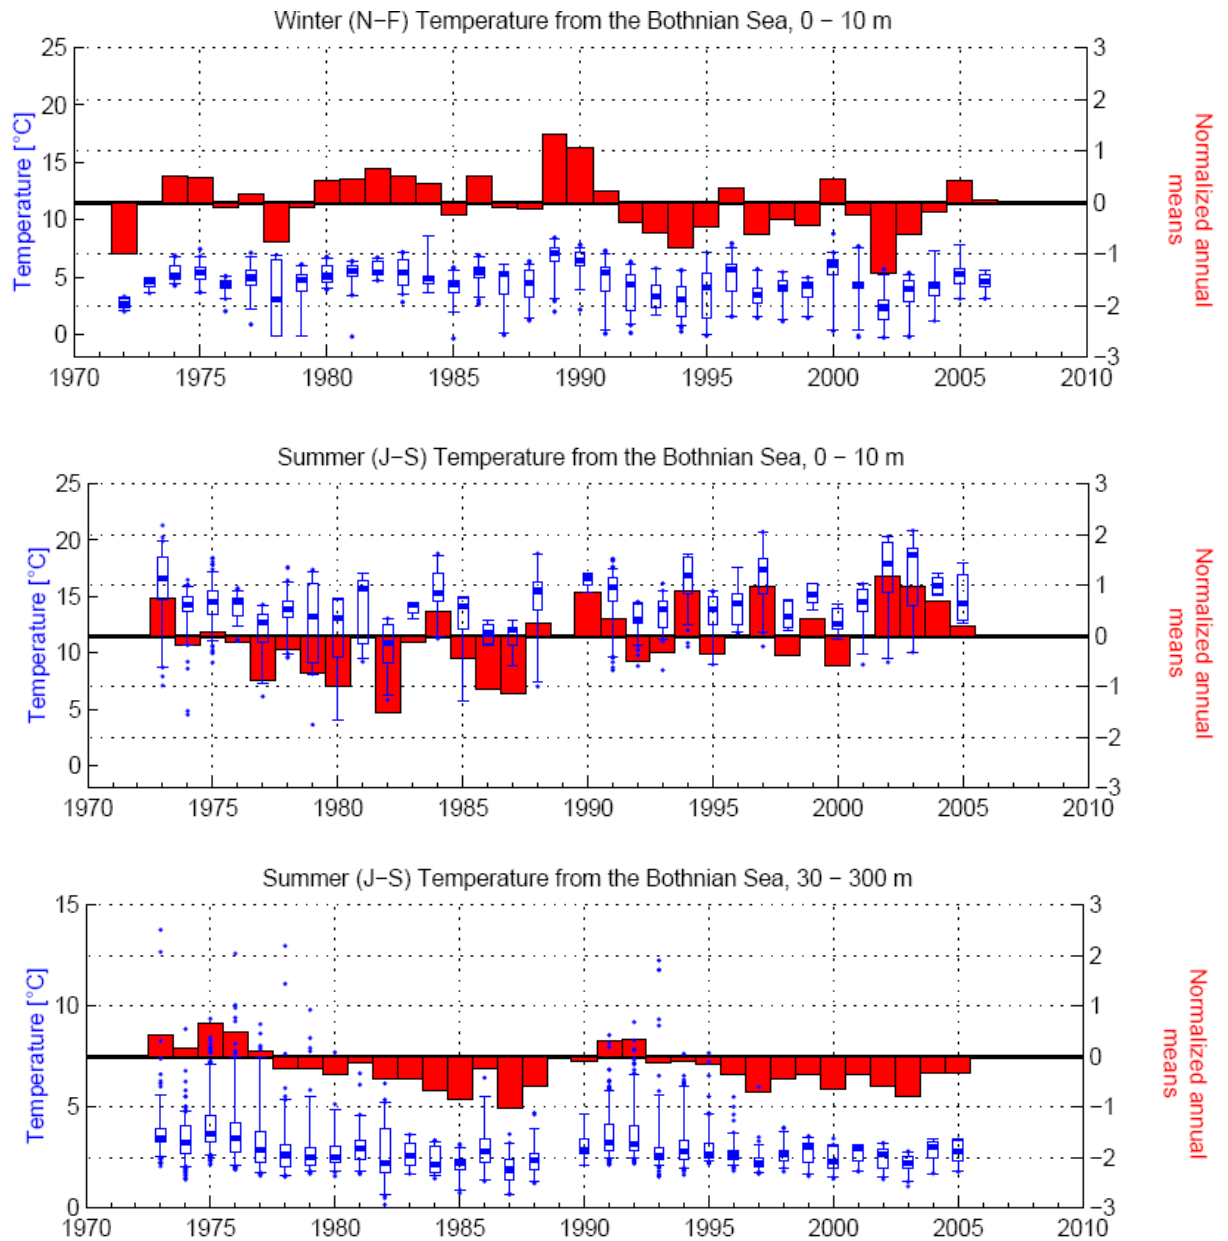 Winter (N−F) Temperature from the Bothnian Sea, 0 − 10 m
25
20
15
10
5
0
Temperature [°C]
3
2
1
0
−1
−2
−3
Normalized annual
means
1970 1975 1980 1985 1990 1995 2000 2005 2010
Summer (J−S) Temperature from the Bothnian Sea, 0 − 10 m
25
20
15
10
5
0
Temperature [°C]
3
2
1
0
−1
−2
−3
Normalized annual
means
1970 1975 1980 1985 1990 1995 2000 2005 2010
Summer (J−S) Temperature from the Bothnian Sea, 30 − 300 m
15
10
5
0
Temperature [°C]
3
2
1
0
−1
−2
−3
Normalized annual
means
1970 1975 1980 1985 1990 1995 2000 2005 2010